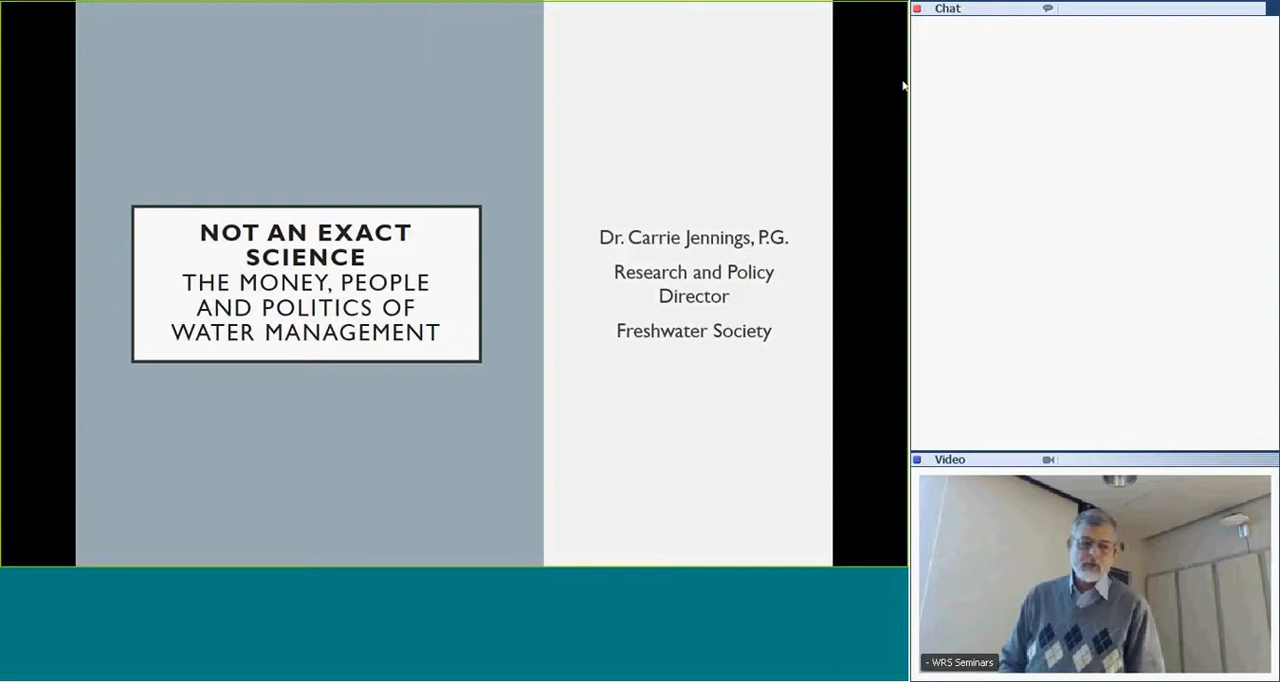 NOT AN EXACT
SCIENCE
THE MONEY, PEOPLE
AND POLITICS OF
WATER MANAGEMENT
Dr. Carrie Jennings, P.G.
Research and Policy
Director
Freshwater Society
Chat
Video
- WRS Seminars